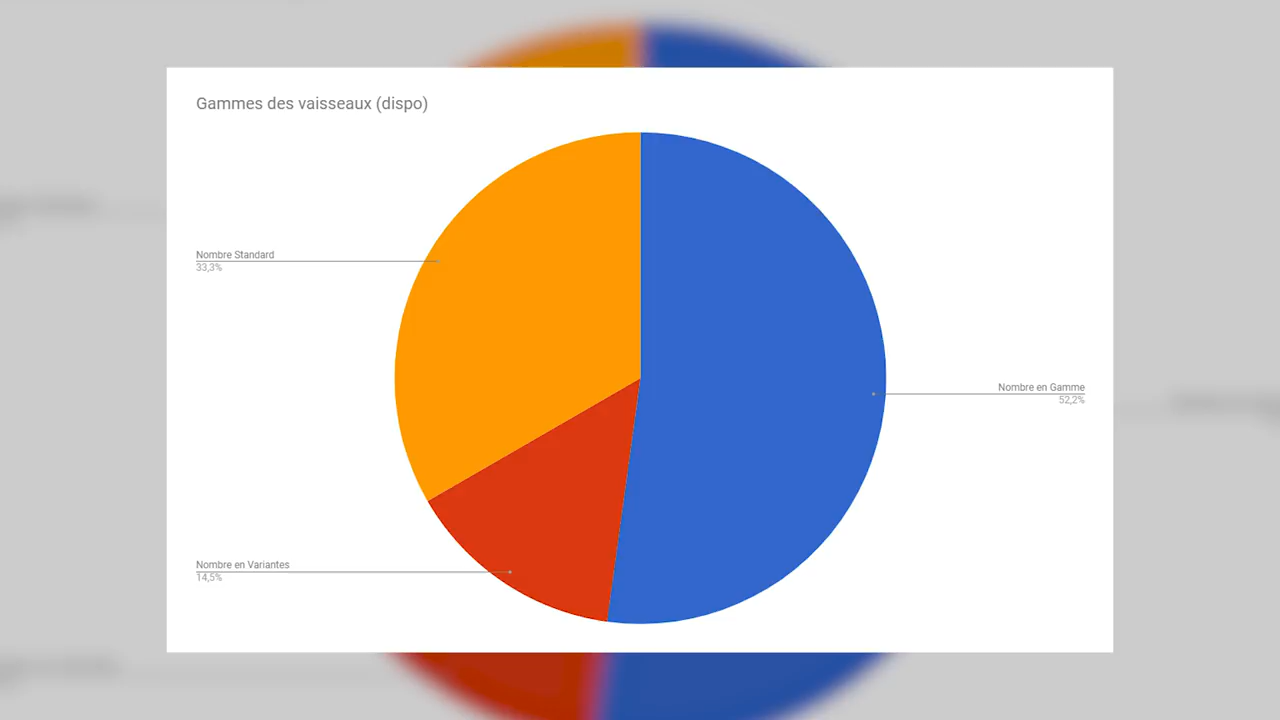 Gammes des vaisseaux (dispo)
Nombre Standard
33,3%
Nombre en Gamme
52,2%
Nombre en Variantes
14,5%